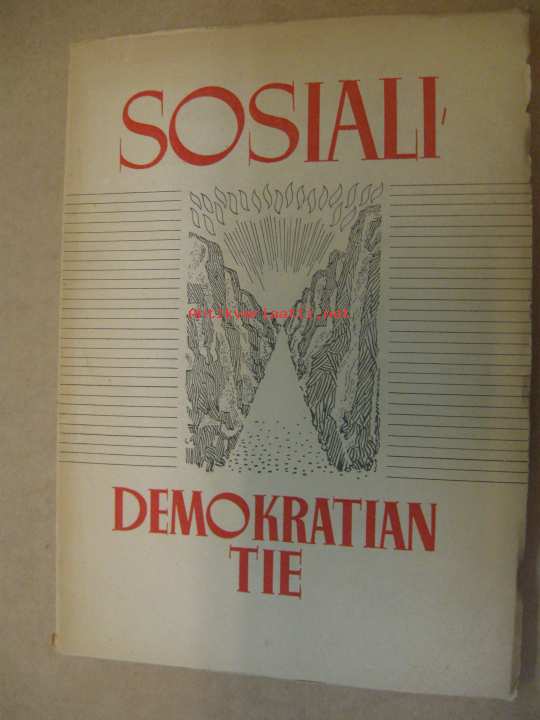 SOSIALI'
Antikvariaatti.net
DEMOKRATIAN
TIE